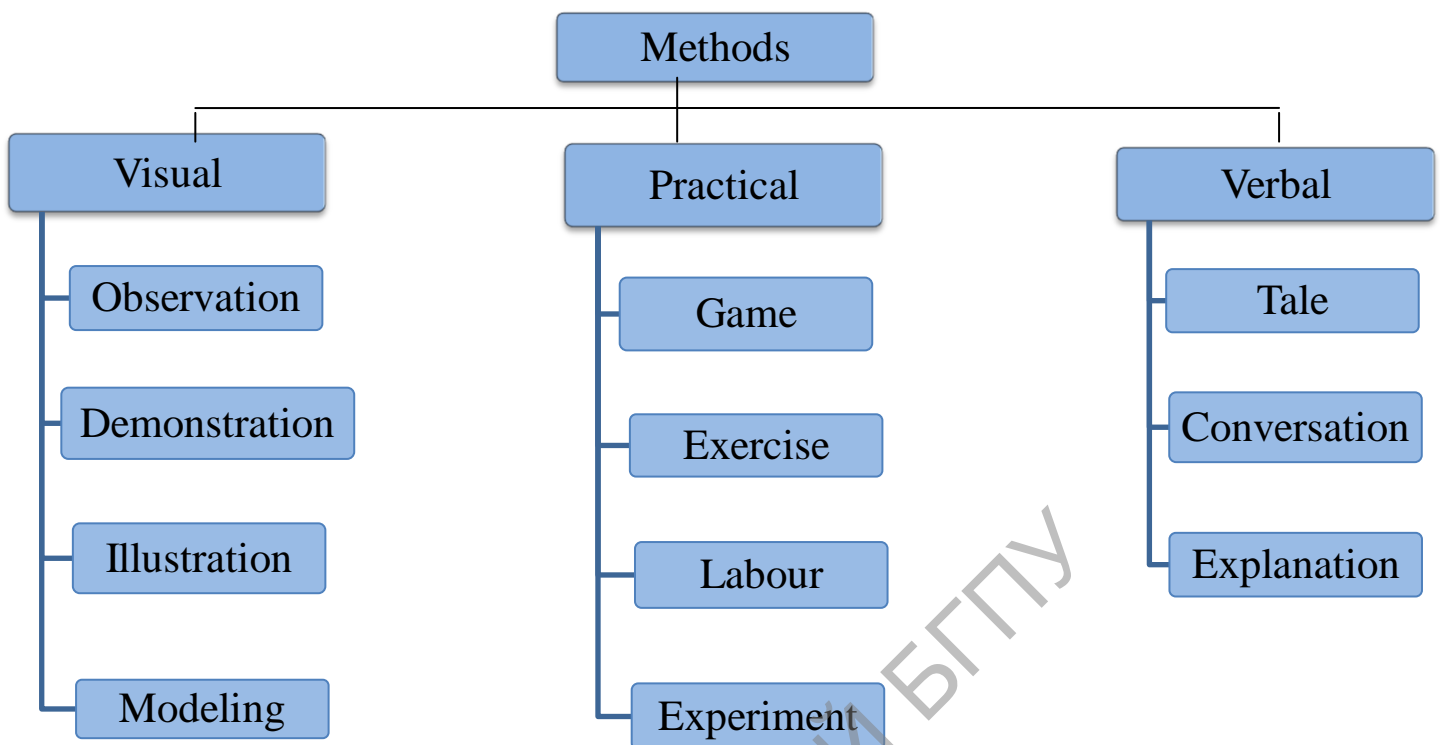 Methods
Visual
Observation
Demonstration
Illustration
Modeling
Practical
Game
Exercise
Labour
Experiment
Verbal
Tale
Conversation
Explanation
Й БГПУ